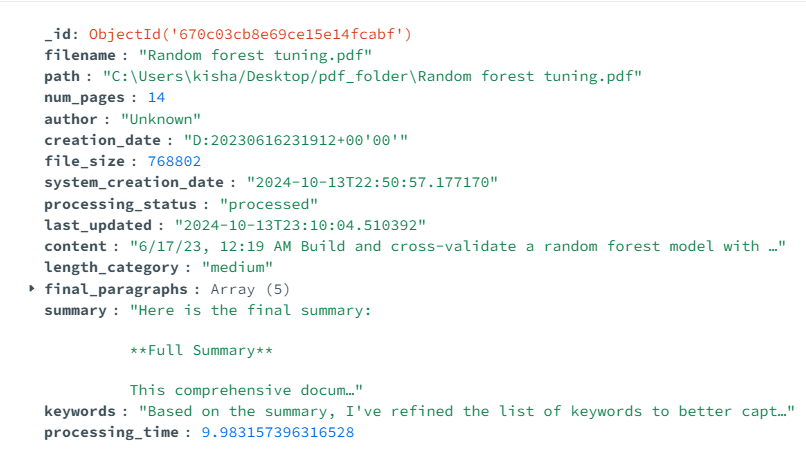 _id: ObjectId('670c03cb8e69ce15e14fcabf')
filename : "Random forest tuning.pdf"
path : "C:\Users\kisha/Desktop/pdf_folder\Random forest tuning.pdf"
num_pages : 14
author : "Unknown"
creation_date : "D:20230616231912+00'00'"
file_size : 768802
system_creation_date : "2024-10-13T22:50:57.177170"
processing_status : "processed"
last_updated : "2024-10-13T23:10:04.510392"
content : "6/17/23, 12:19 AM Build and cross-validate a random forest model with …"
length_category : "medium"
final_paragraphs : Array (5)
summary : "Here is the final summary:
**Full Summary**
This comprehensive docum…"
keywords : "Based on the summary, I've refined the list of keywords to better capt…"
processing_time : 9.983157396316528